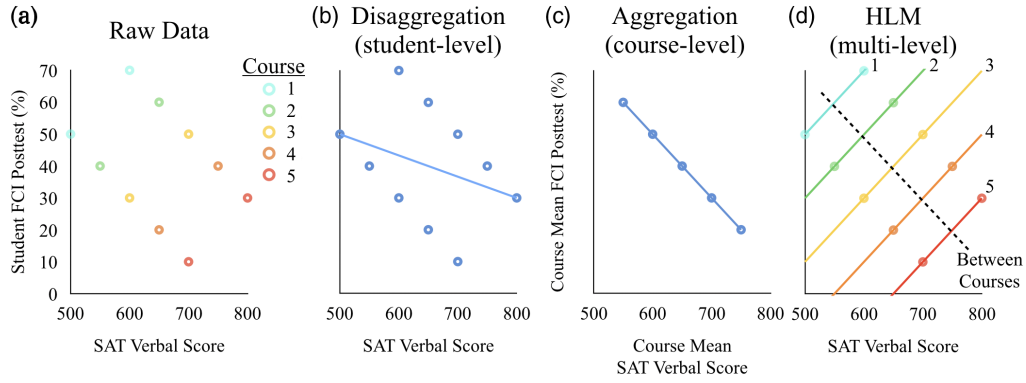 (a)
Raw Data
Student FCI Posttest (%)
70
60
50
40
30
20
10
0
500
600
700
800
SAT Verbal Score
Course
1
2
3
4
5
(b)
Disaggregation
(student-level)
500
600
700
800
SAT Verbal Score
(c)
Aggregation
(course-level)
Course Mean FCI Posttest (%)
500
600
700
800
Course Mean
SAT Verbal Score
(d)
HLM
(multi-level)
1
2
3
4
5
Between
Courses
500
600
700
800
SAT Verbal Score